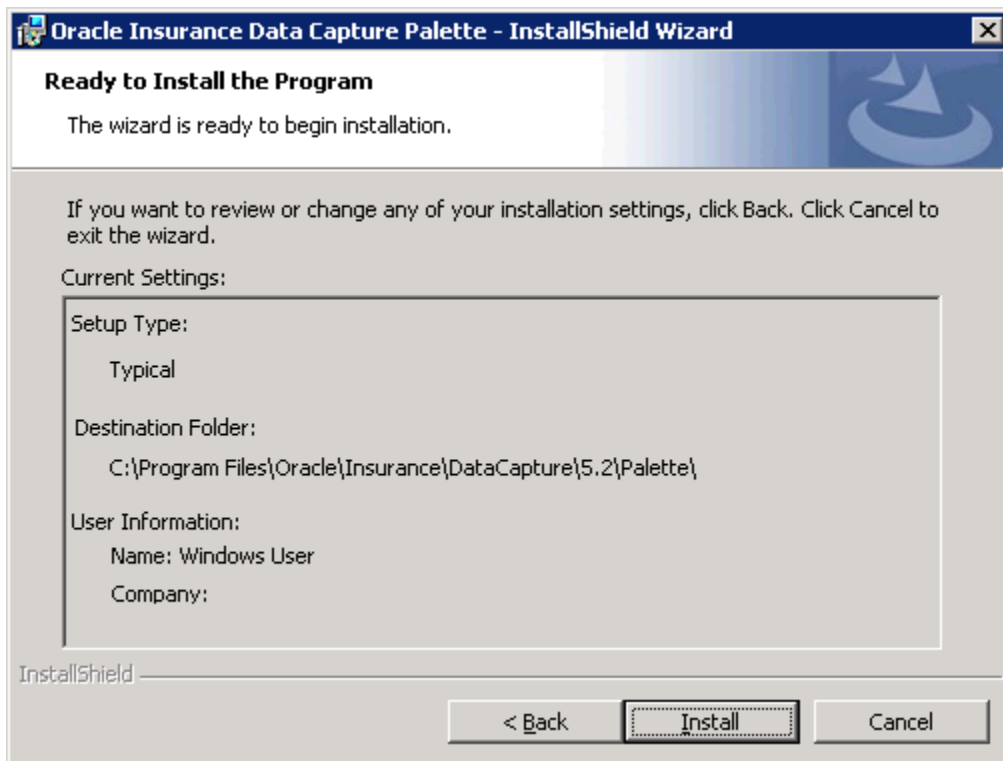 Oracle Insurance Data Capture Palette - InstallShield Wizard
Ready to Install the Program
The wizard is ready to begin installation.
If you want to review or change any of your installation settings, click Back. Click Cancel to
exit the wizard.
Current Settings:
Setup Type:
Typical
Destination Folder:
C:\Program Files\Oracle\Insurance\DataCapture\5.2\Palette\
User Information:
Name: Windows User
Company:
InstallShield
< Back
Install
Cancel